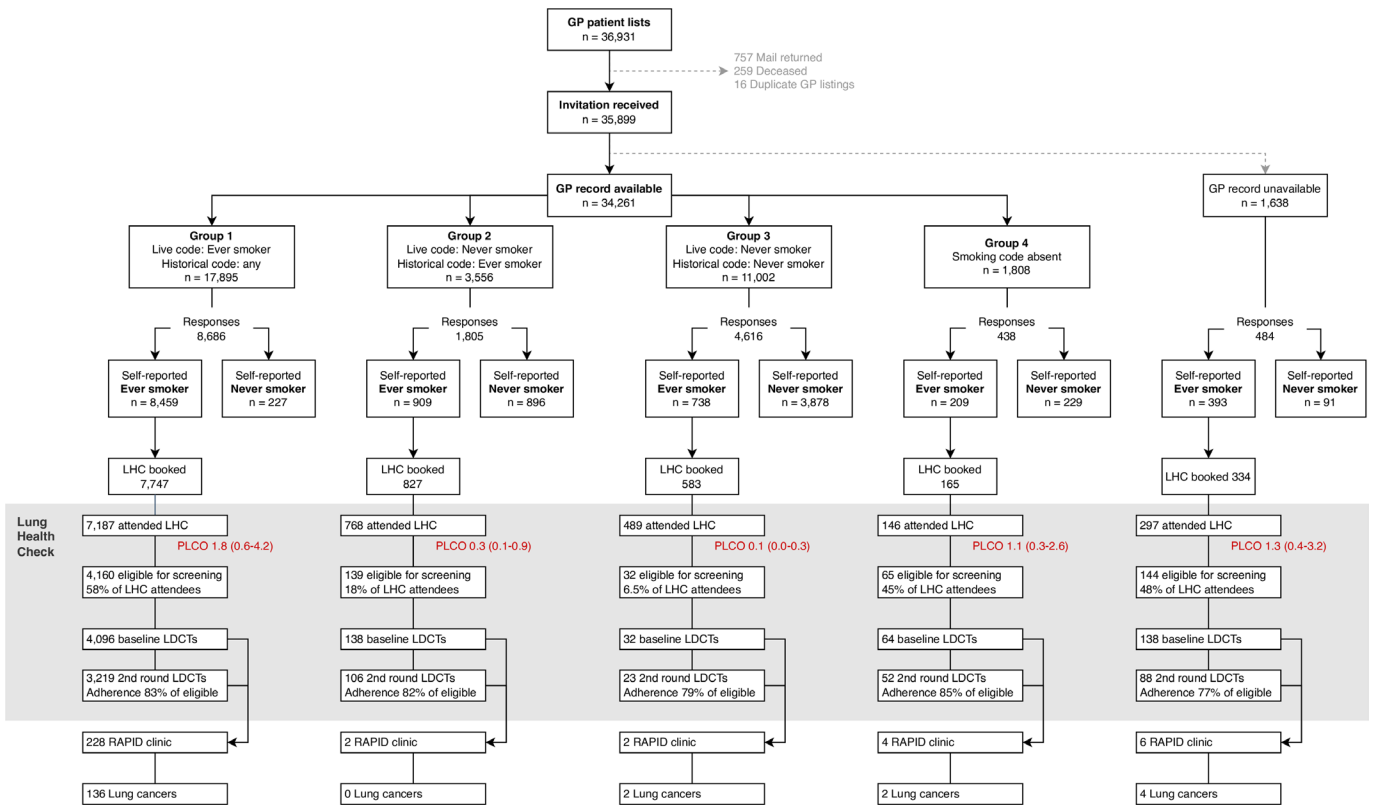 GP patient lists
n = 36,931
757 Mail returned
259 Deceased
16 Duplicate GP listings
Invitation received
n = 35,899
GP record available
n = 34,261
GP record unavailable
n = 1,638
Group 1
Live code: Ever smoker
Historical code: any
n = 17,895
Group 2
Live code: Never smoker
Historical code: Ever smoker
n = 3,556
Group 3
Live code: Never smoker
Historical code: Never smoker
n = 11,002
Group 4
Smoking code absent
n = 1,808
Responses
8,686
Responses
1,805
Responses
4,616
Responses
438
Responses
484
Self-reported
Ever smoker
n = 8,459
Self-reported
Never smoker
n = 227
Self-reported
Ever smoker
n = 909
Self-reported
Never smoker
n = 896
Self-reported
Ever smoker
n = 738
Self-reported
Never smoker
n = 3,878
Self-reported
Ever smoker
n = 209
Self-reported
Never smoker
n = 229
Self-reported
Ever smoker
n = 393
Self-reported
Never smoker
n = 91
LHC booked
7,747
LHC booked
827
LHC booked
583
LHC booked
165
LHC booked 334
Lung
Health
Check
7,187 attended LHC
768 attended LHC
489 attended LHC
146 attended LHC
297 attended LHC
PLCO 1.8 (0.6-4.2)
PLCO 0.3 (0.1-0.9)
PLCO 0.1 (0.0-0.3)
PLCO 1.1 (0.3-2.6)
PLCO 1.3 (0.4-3.2)
4,160 eligible for screening
58% of LHC attendees
139 eligible for screening
18% of LHC attendees
32 eligible for screening
6.5% of LHC attendees
65 eligible for screening
45% of LHC attendees
144 eligible for screening
48% of LHC attendees
4,096 baseline LDCTs
138 baseline LDCTs
32 baseline LDCTs
64 baseline LDCTs
138 baseline LDCTs
3,219 2nd round LDCTs
Adherence 83% of eligible
106 2nd round LDCTs
Adherence 82% of eligible
23 2nd round LDCTs
Adherence 79% of eligible
52 2nd round LDCTs
Adherence 85% of eligible
88 2nd round LDCTs
Adherence 77% of eligible
228 RAPID clinic
2 RAPID clinic
2 RAPID clinic
4 RAPID clinic
6 RAPID clinic
136 Lung cancers
0 Lung cancers
2 Lung cancers
2 Lung cancers
4 Lung cancers